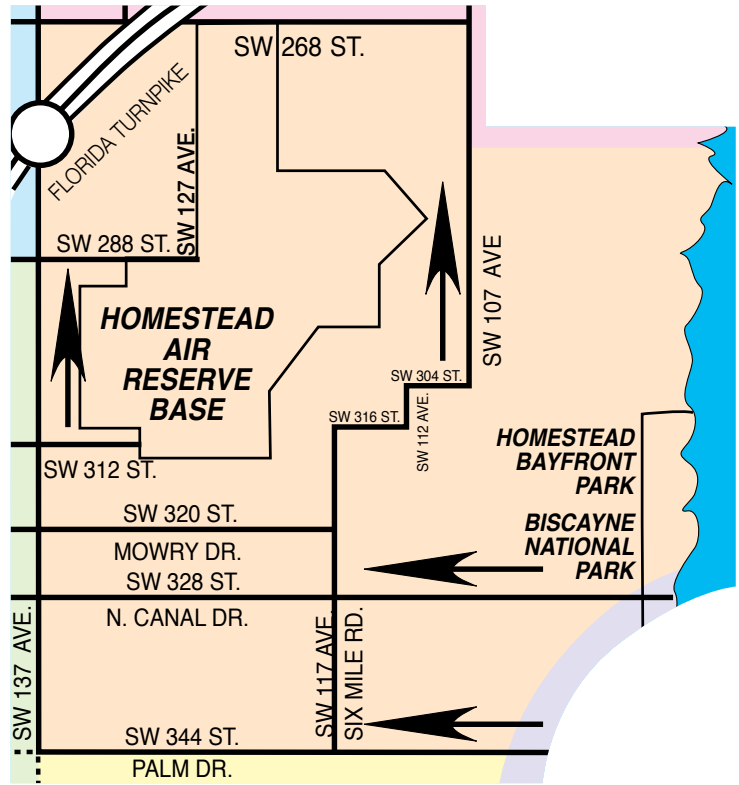 SW 268 ST.
FLORIDA TURNPIKE
SW 127 AVE.
SW 288 ST.
SW 107 AVE
HOMESTEAD
AIR
RESERVE
BASE
SW 304 ST.
SW 316 ST.
SW 112 AVE.
HOMESTEAD
BAYFRONT
PARK
SW 312 ST.
SW 320 ST.
BISCAYNE
NATIONAL
PARK
MOWRY DR.
SW 328 ST.
N. CANAL DR.
SW 137 AVE.
SW 117 AVE.
SIX MILE RD.
SW 344 ST.
PALM DR.